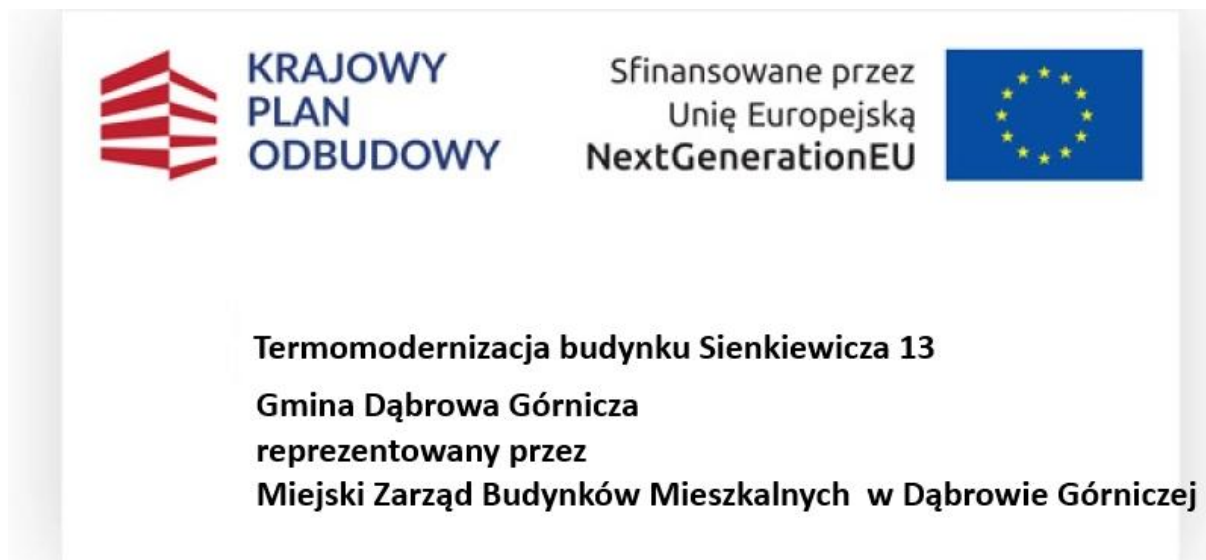 KRAJOWY
PLAN
ODBUDOWY
Sfinansowane przez
Unię Europejską
NextGenerationEU
Termomodernizacja budynku Sienkiewicza 13
Gmina Dąbrowa Górnicza
reprezentowany przez
Miejski Zarząd Budynków Mieszkalnych w Dąbrowie Górniczej